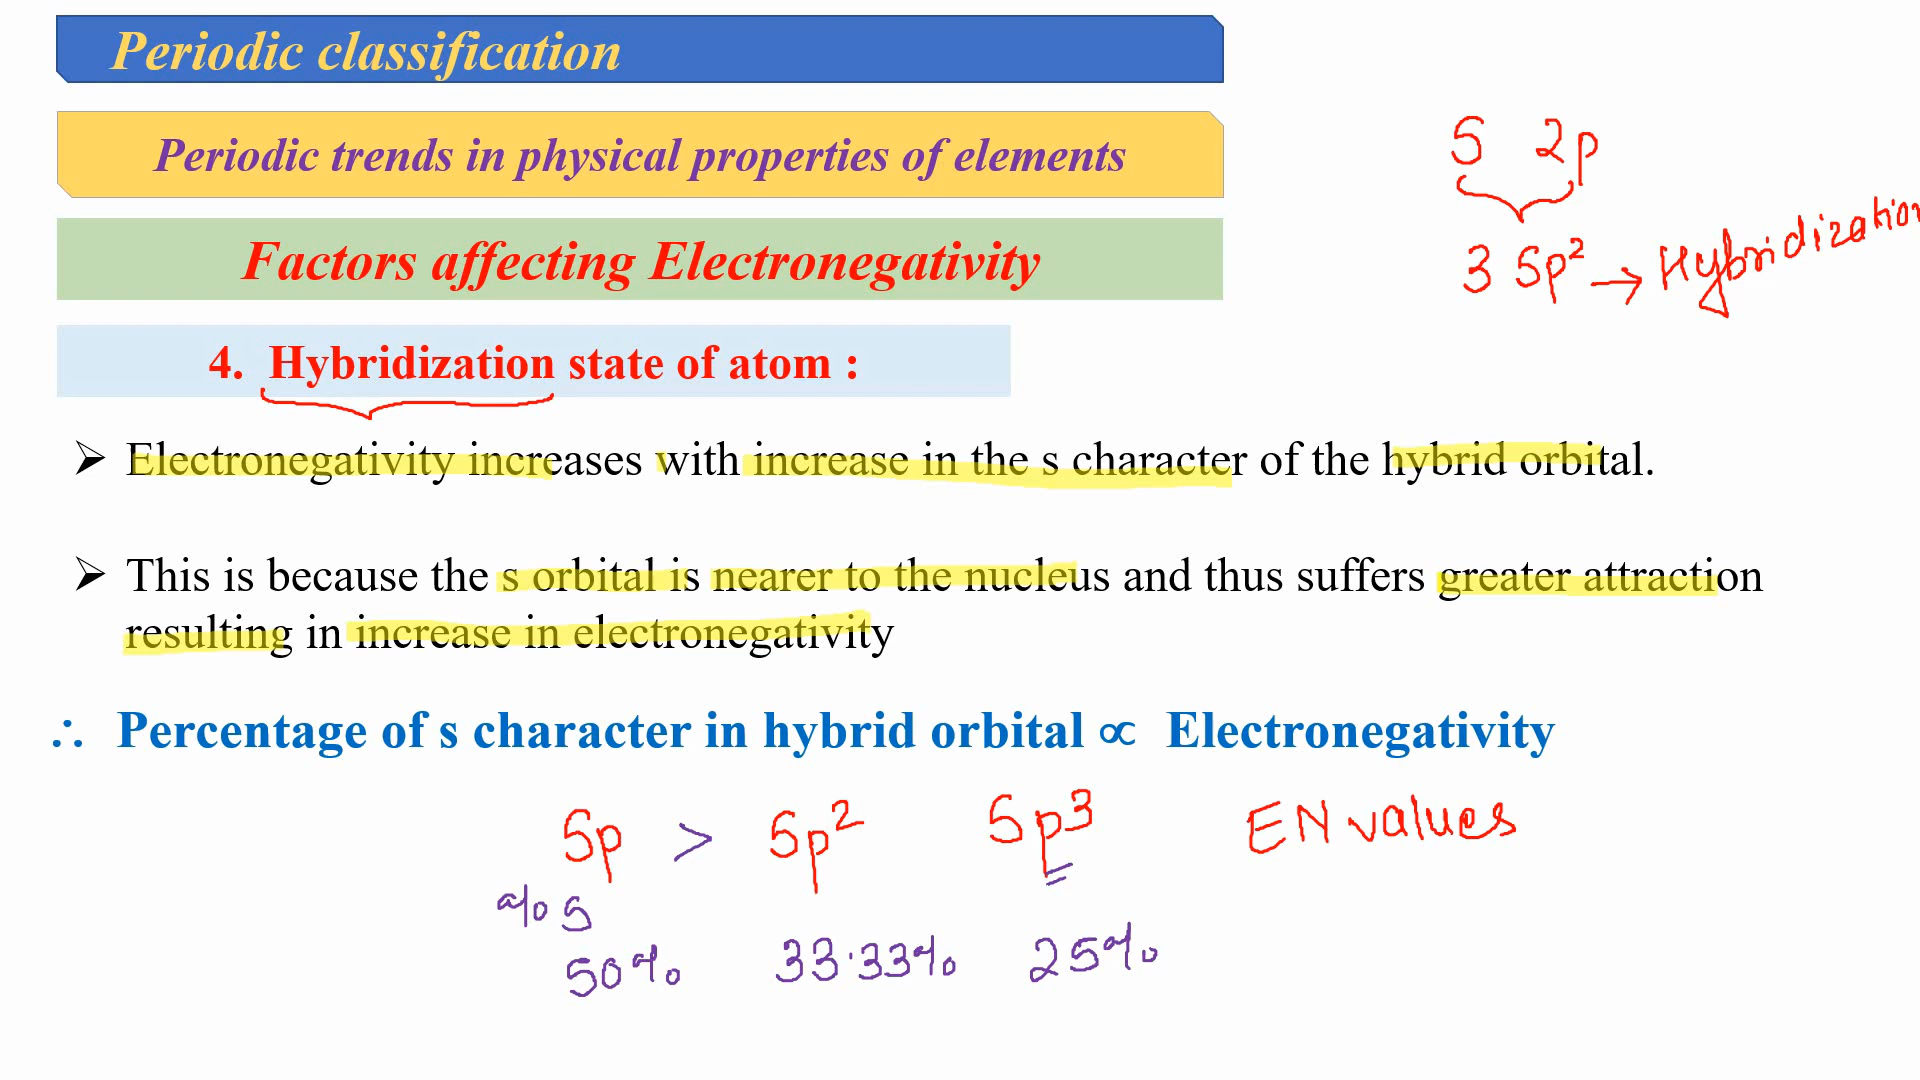 Periodic classification
Periodic trends in physical properties of elements
Factors affecting Electronegativity
S 2p
3 Sp² → Hybridization
4. Hybridization state of atom :
➢ Electronegativity increases with increase in the s character of the hybrid orbital.
➢ This is because the s orbital is nearer to the nucleus and thus suffers greater attraction
resulting in increase in electronegativity
∴ Percentage of s character in hybrid orbital ∝ Electronegativity
Sp > Sp² Sp³ EN values
% S
50% 33.33% 25%